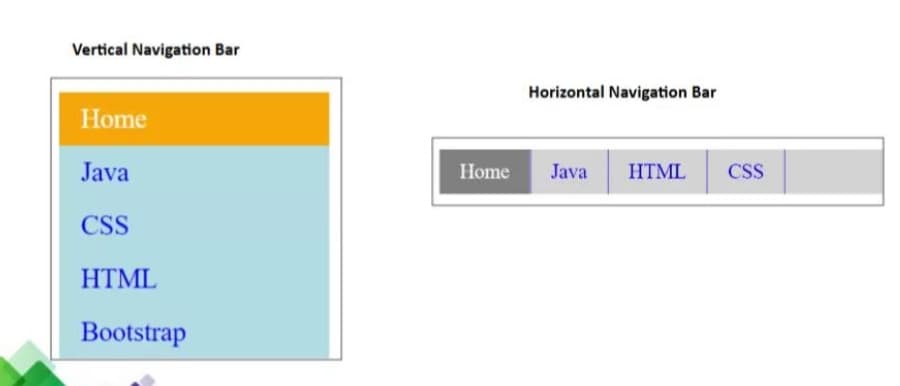 Vertical Navigation Bar
Home
Java
CSS
HTML
Bootstrap
Horizontal Navigation Bar
Home Java HTML CSS